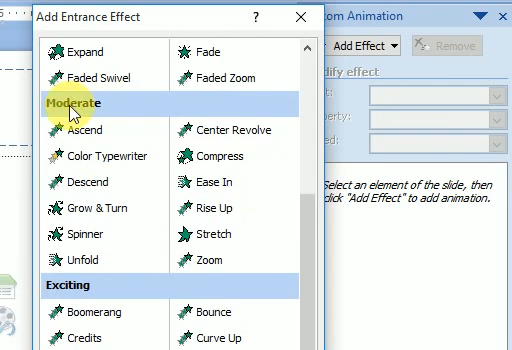 Add Entrance Effect
?
tom Animation
Expand Fade
Add Effect Remove
Faded Swivel Faded Zoom
dify effect
Moderate
Ascend Center Revolve
perty:
Color Typewriter Compress
ed:
Descend Ease In
Select an element of the slide, then
click "Add Effect" to add animation.
Grow & Turn Rise Up
Spinner Stretch
Unfold Zoom
Exciting
Boomerang Bounce
Credits Curve Up